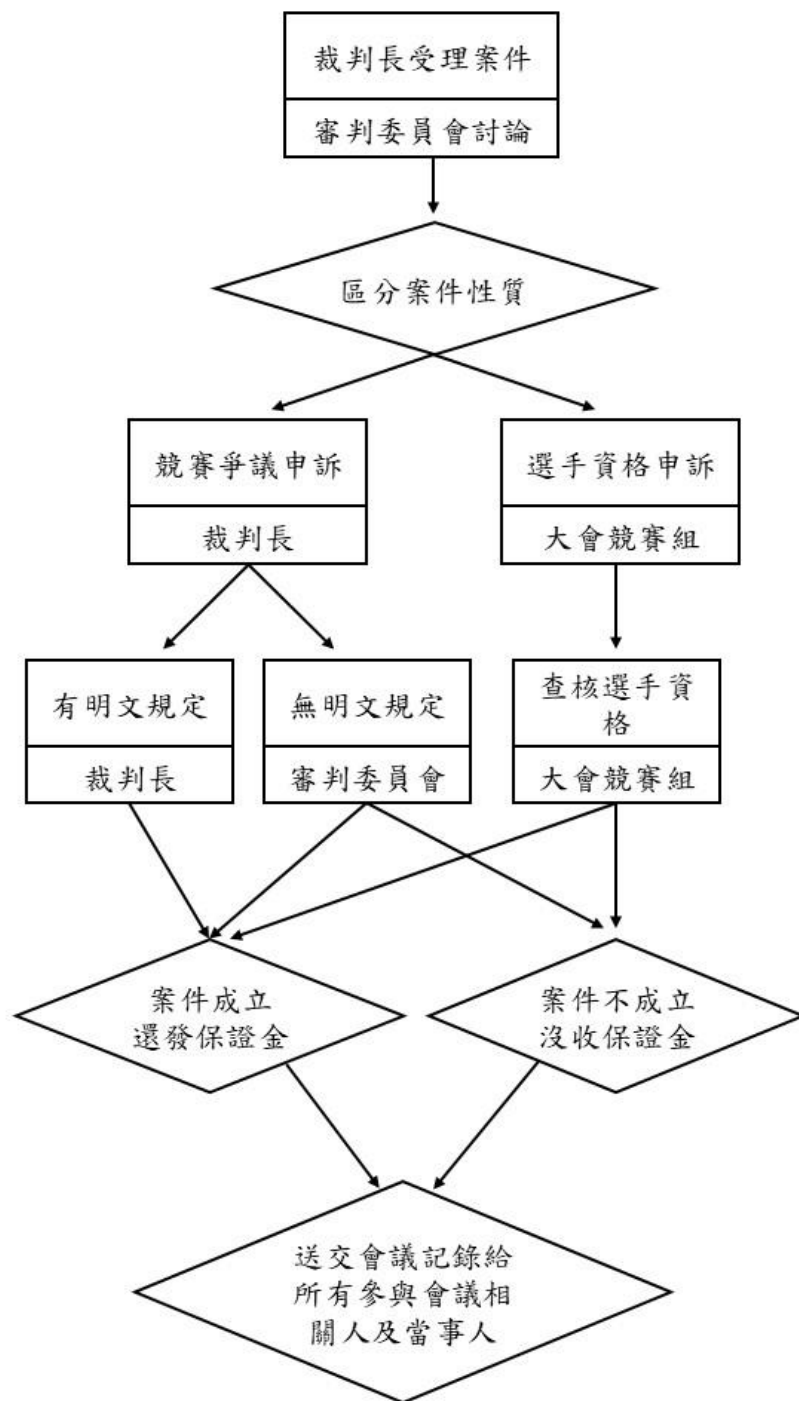 裁判長受理案件
審判委員會討論
區分案件性質
競賽爭議申訴
裁判長
選手資格申訴
大會競賽組
有明文規定
裁判長
無明文規定
審判委員會
查核選手資
格
大會競賽組
案件成立
還發保證金
案件不成立
沒收保證金
送交會議記錄給
所有參與會議相
關人及當事人